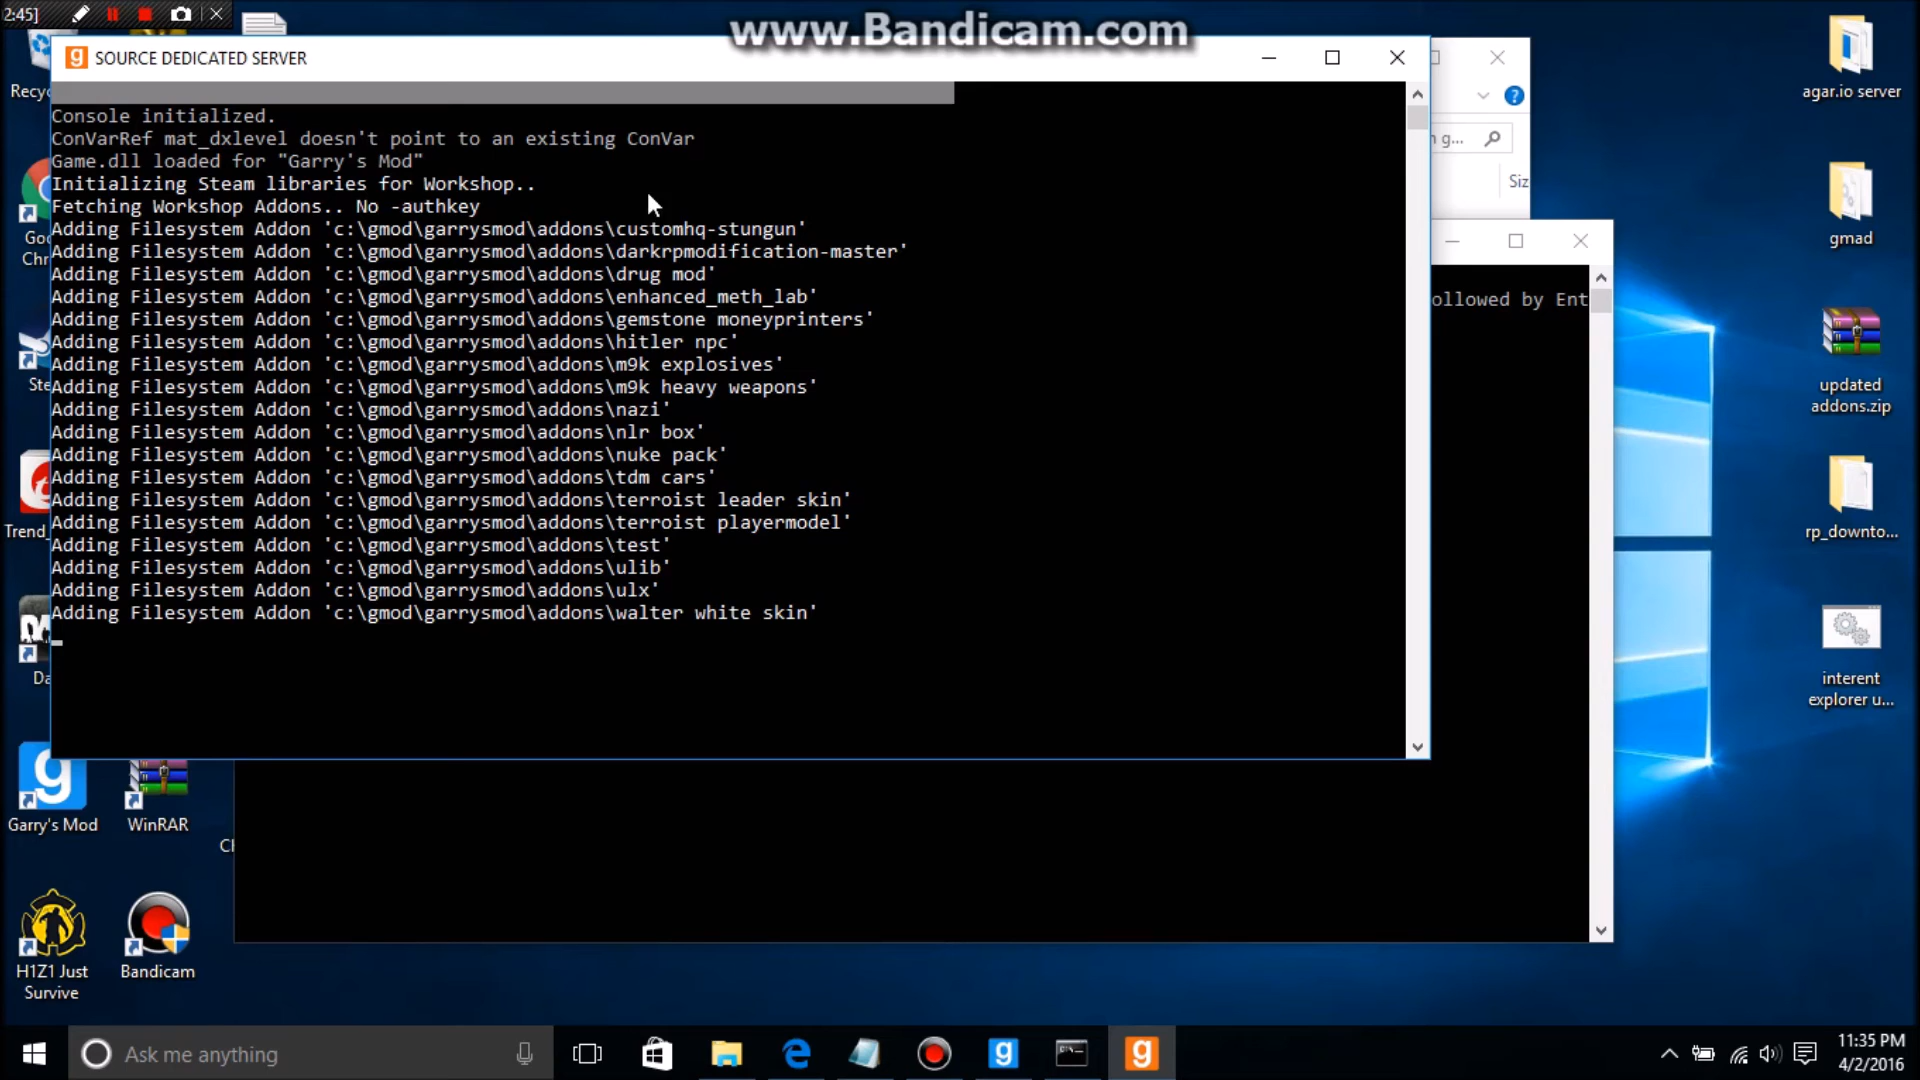 2:45]
www.Bandicam.com
SOURCE DEDICATED SERVER
Console initialized.
ConVarRef mat_dxlevel doesn't point to an existing ConVar
Game.dll loaded for "Garry's Mod"
Initializing Steam libraries for Workshop..
Fetching Workshop Addons.. No -authkey
Adding Filesystem Addon 'c:\gmod\garrysmod\addons\customhq-stungun'
Adding Filesystem Addon 'c:\gmod\garrysmod\addons\darkrpmodification-master'
Adding Filesystem Addon 'c:\gmod\garrysmod\addons\drug mod'
Adding Filesystem Addon 'c:\gmod\garrysmod\addons\enhanced_meth_lab'
Adding Filesystem Addon 'c:\gmod\garrysmod\addons\gemstone moneyprinters'
Adding Filesystem Addon 'c:\gmod\garrysmod\addons\hitler npc'
Adding Filesystem Addon 'c:\gmod\garrysmod\addons\m9k explosives'
Adding Filesystem Addon 'c:\gmod\garrysmod\addons\m9k heavy weapons'
Adding Filesystem Addon 'c:\gmod\garrysmod\addons\nazi'
Adding Filesystem Addon 'c:\gmod\garrysmod\addons\nlr box'
Adding Filesystem Addon 'c:\gmod\garrysmod\addons\nuke pack'
Adding Filesystem Addon 'c:\gmod\garrysmod\addons\tdm cars'
Adding Filesystem Addon 'c:\gmod\garrysmod\addons\terroist leader skin'
Adding Filesystem Addon 'c:\gmod\garrysmod\addons\terroist playermodel'
Adding Filesystem Addon 'c:\gmod\garrysmod\addons\test'
Adding Filesystem Addon 'c:\gmod\garrysmod\addons\ulib'
Adding Filesystem Addon 'c:\gmod\garrysmod\addons\ulx'
Adding Filesystem Addon 'c:\gmod\garrysmod\addons\walter white skin'
n g...
Siz
ollowed by Ent
Recyc
Goo
Chr
Ste
Trend_
Da
Garry's Mod
WinRAR
Ch
H1Z1 Just
Survive
Bandicam
agar.io server
gmad
updated
addons.zip
rp_downto...
interent
explorer u...
Ask me anything
11:35 PM
4/2/2016